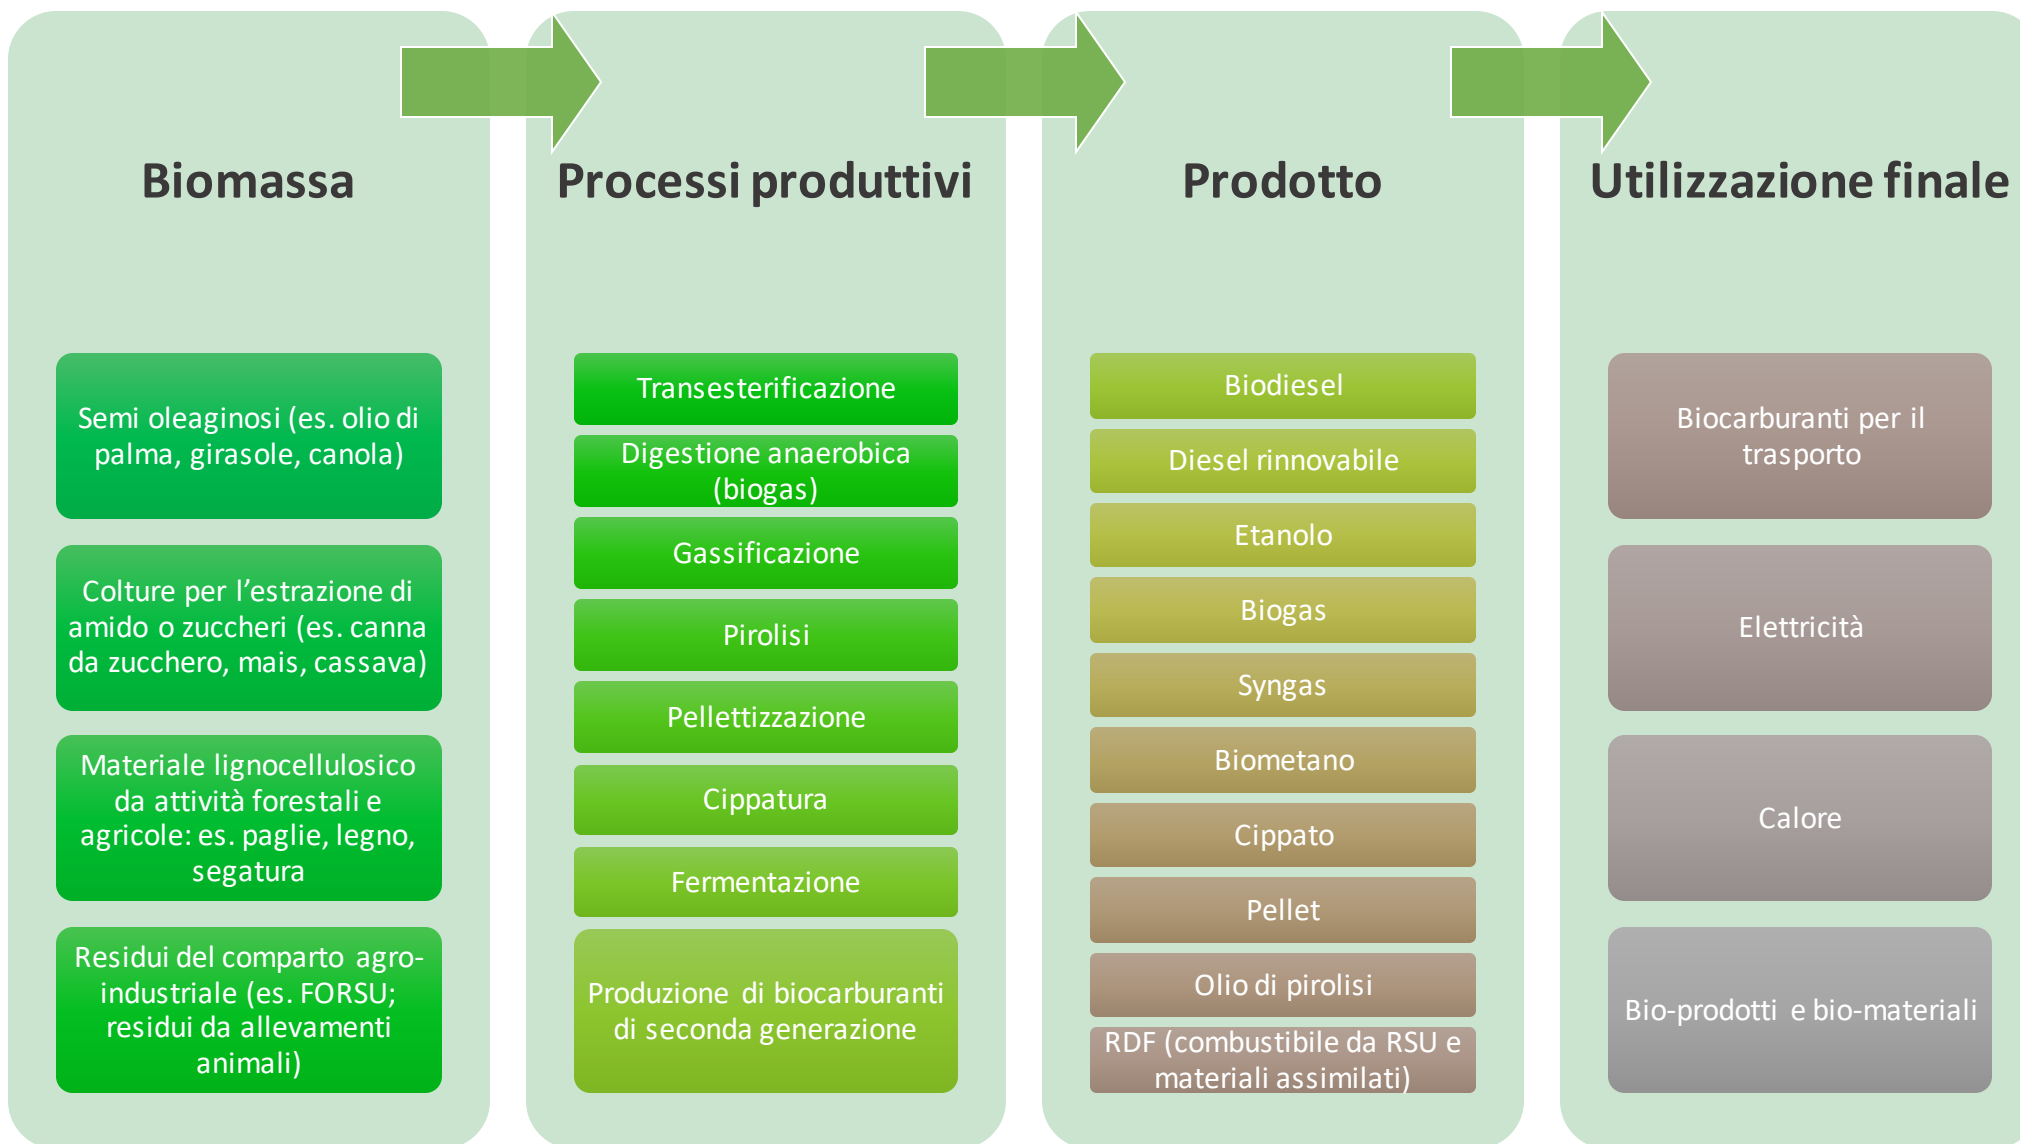 Biomassa
Semi oleaginosi (es. olio di
palma, girasole, canola)
Colture per l’estrazione di
amido o zuccheri (es. canna
da zucchero, mais, cassava)
Materiale lignocellulosico
da attività forestali e
agricole: es. paglie, legno,
segatura
Residui del comparto agro-
industriale (es. FORSU;
residui da allevamenti
animali)
Processi produttivi
Transesterificazione
Digestione anaerobica
(biogas)
Gassificazione
Pirolisi
Pellettizzazione
Cippatura
Fermentazione
Produzione di biocarburanti
di seconda generazione
Prodotto
Biodiesel
Diesel rinnovabile
Etanolo
Biogas
Syngas
Biometano
Cippato
Pellet
Olio di pirolisi
RDF (combustibile da RSU e
materiali assimilati)
Utilizzazione finale
Biocarburanti per il
trasporto
Elettricità
Calore
Bio-prodotti e bio-materiali